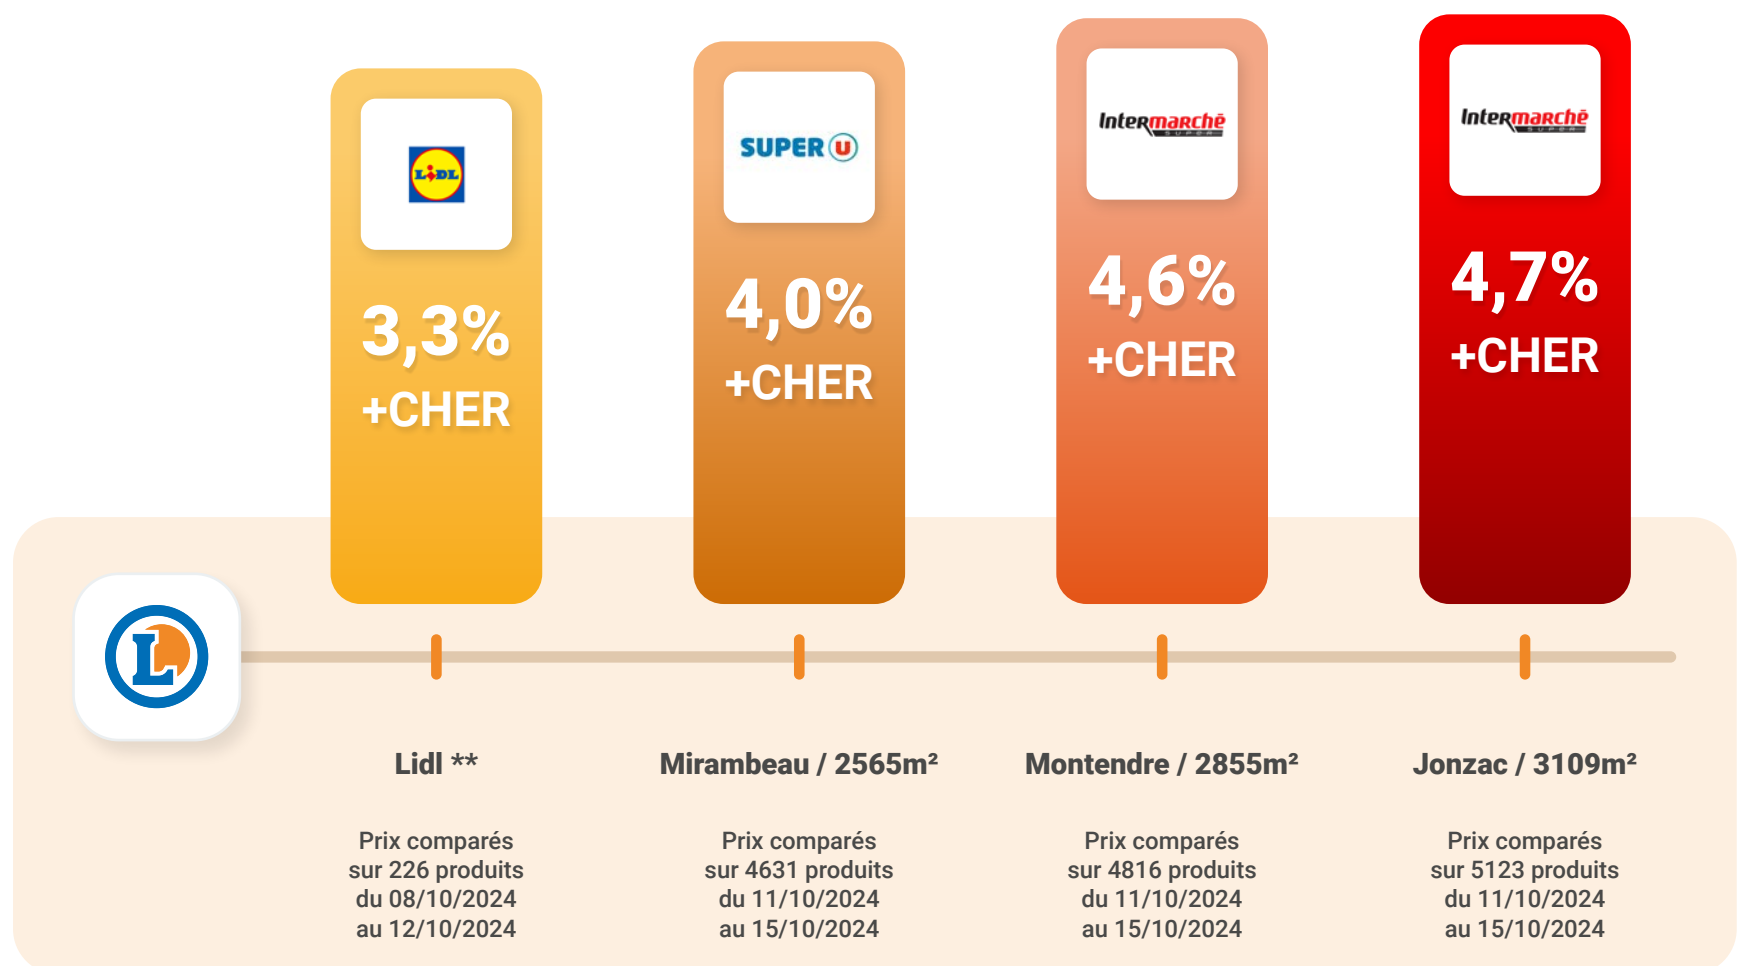 LIDL
3,3%
+CHER
SUPER U
4,0%
+CHER
Intermarchē
SUPER
4,6%
+CHER
Intermarchē
SUPER
4,7%
+CHER
L
Lidl **
Prix comparés
sur 226 produits
du 08/10/2024
au 12/10/2024
Mirambeau / 2565m²
Prix comparés
sur 4631 produits
du 11/10/2024
au 15/10/2024
Montendre / 2855m²
Prix comparés
sur 4816 produits
du 11/10/2024
au 15/10/2024
Jonzac / 3109m²
Prix comparés
sur 5123 produits
du 11/10/2024
au 15/10/2024